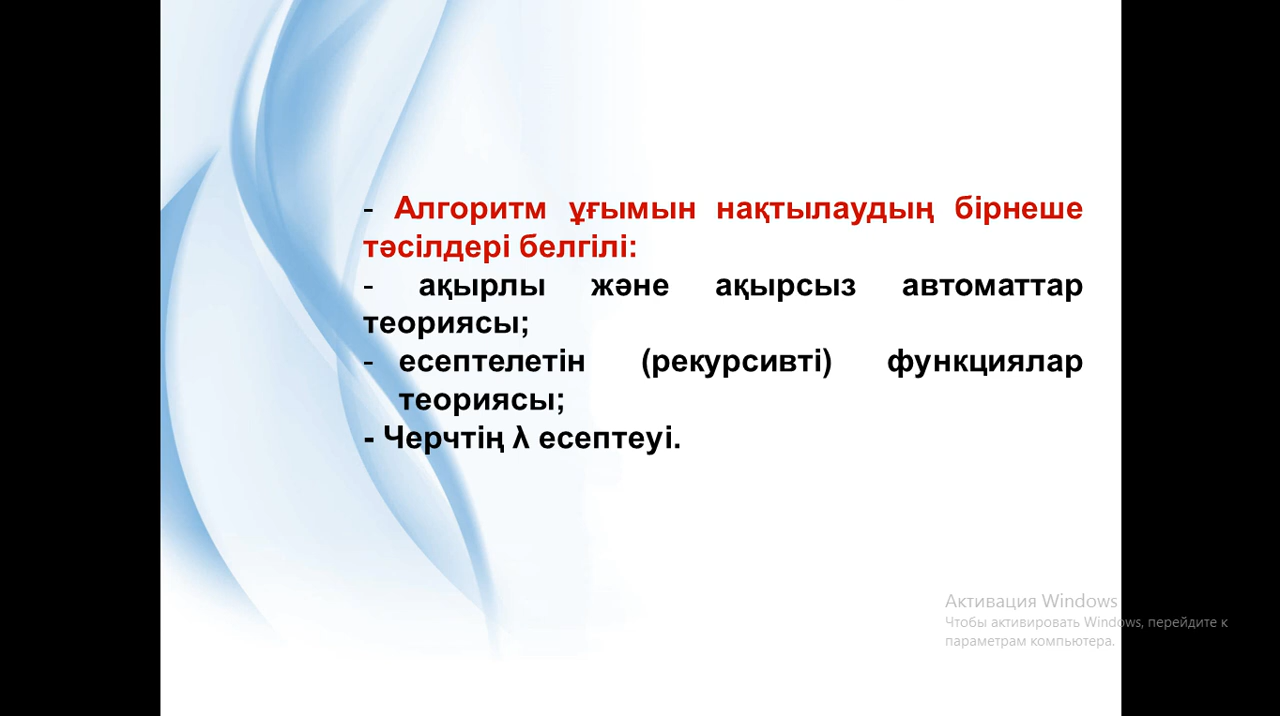 - Алгоритм ұғымын нақтылаудың бірнеше
тәсілдері белгілі:
- ақырлы және ақырсыз автоматтар
теориясы;
- есептелетін (рекурсивті) функциялар
теориясы;
- Черчтің λ есептеуі.
Активация Windows
Чтобы активировать Windows, перейдите к
параметрам компьютера.